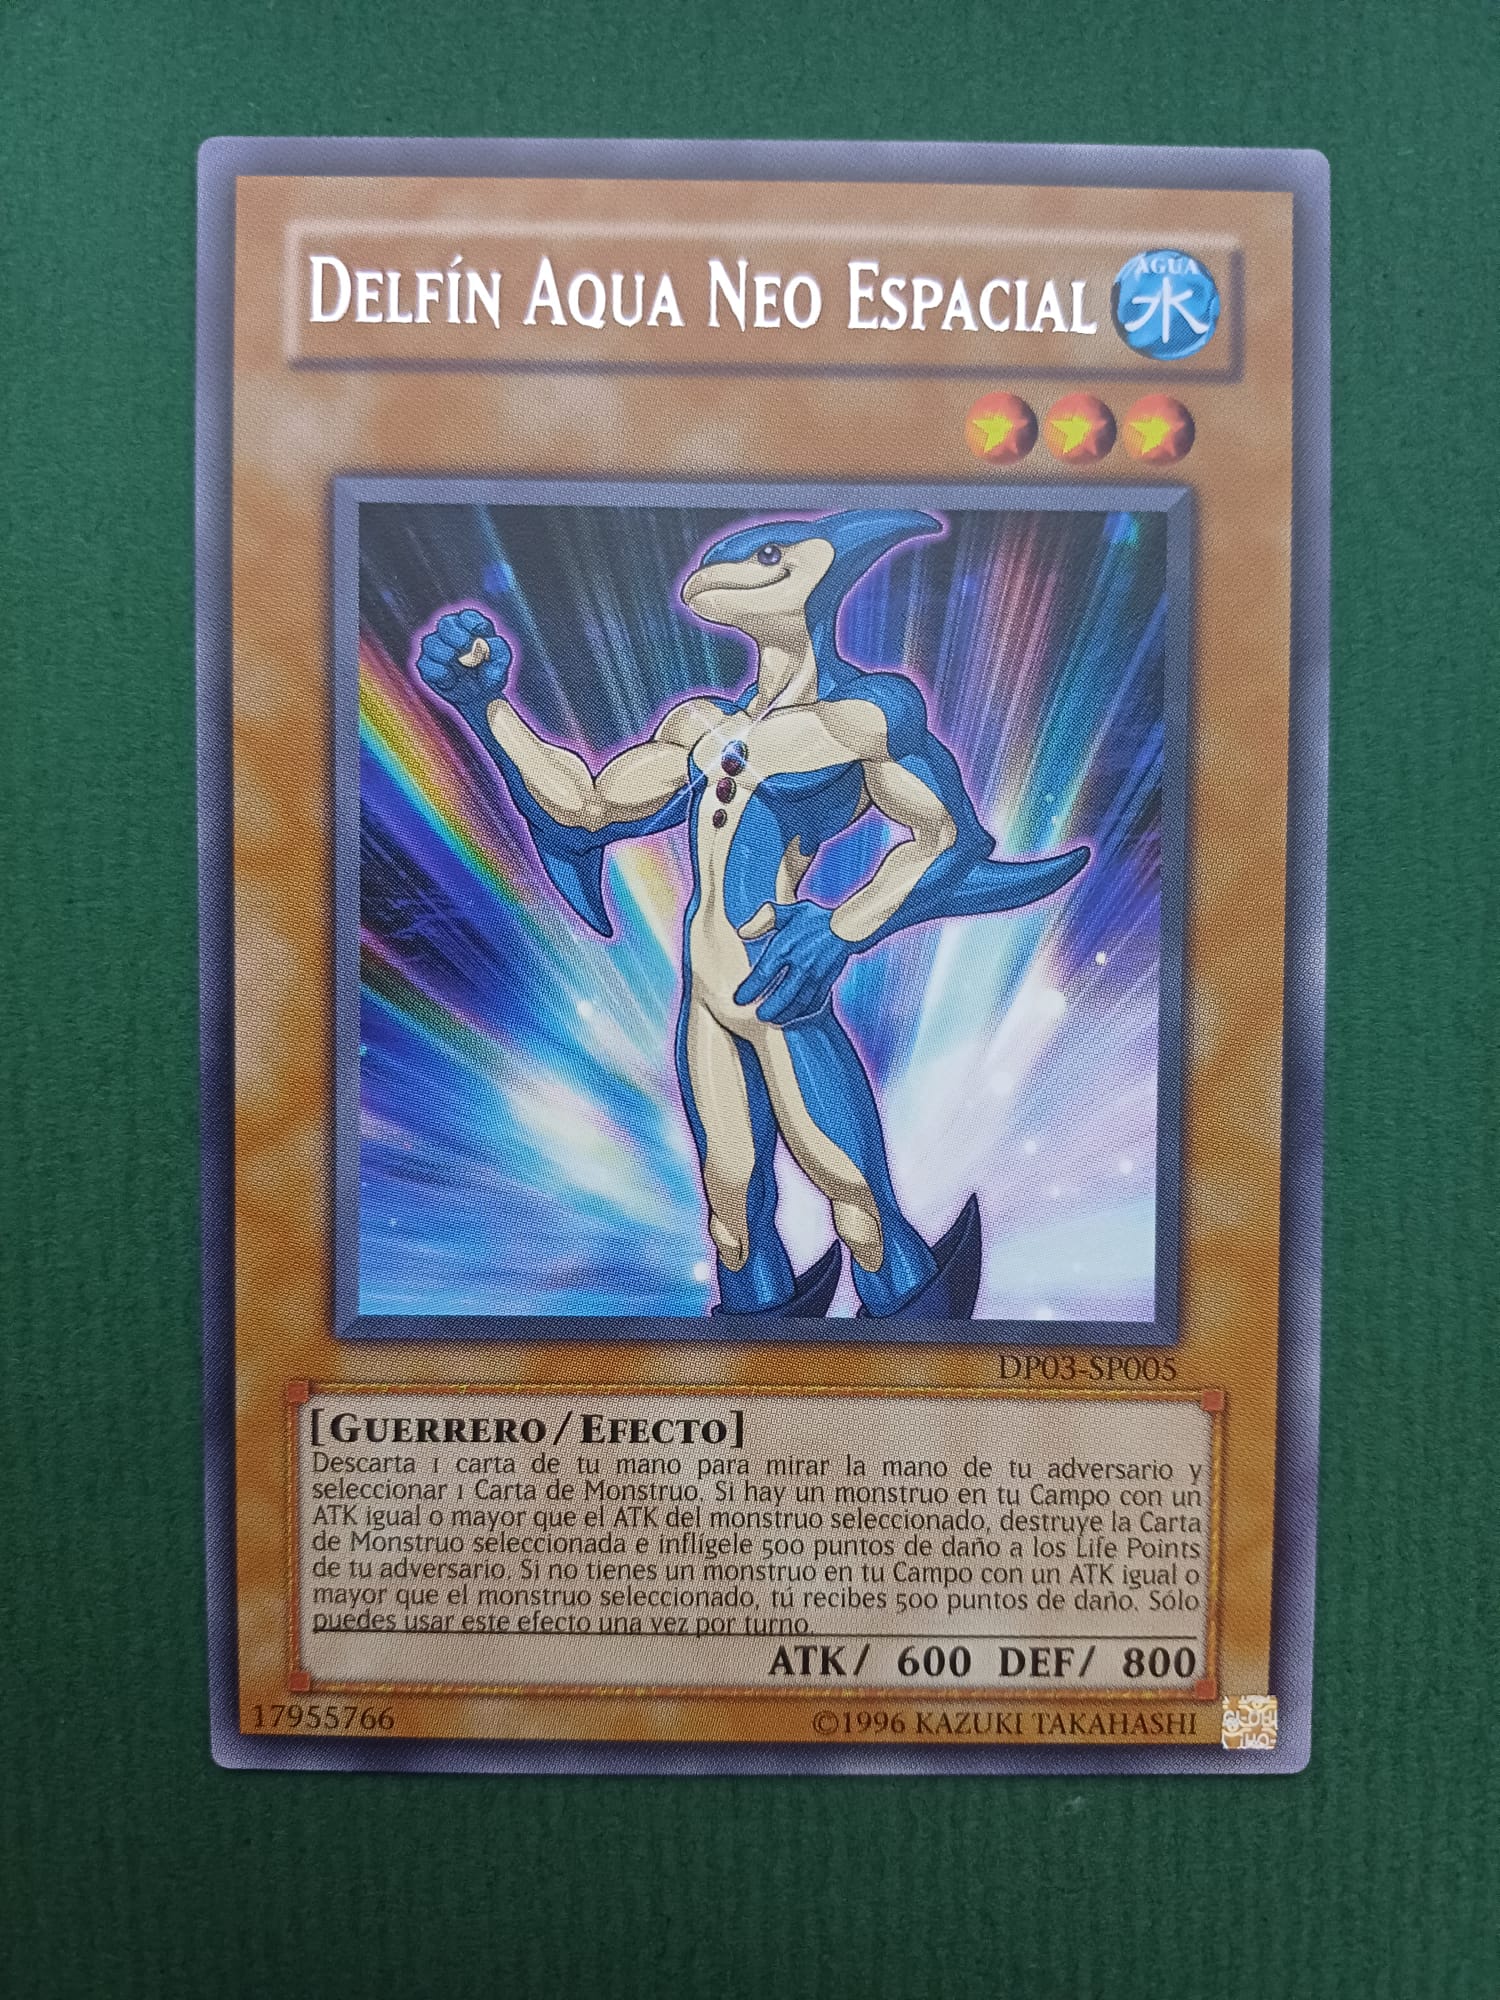 DELFÍN AQUA NEO ESPACIAL
AGUA
水
DP03-SP005
[GUERRERO/EFECTO]
Descarta 1 carta de tu mano para mirar la mano de tu adversario y
seleccionar 1 Carta de Monstruo. Si hay un monstruo en tu Campo con un
ATK igual o mayor que el ATK del monstruo seleccionado, destruye la Carta
de Monstruo seleccionada e inflígele 500 puntos de daño a los Life Points
de tu adversario. Si no tienes un monstruo en tu Campo con un ATK igual o
mayor que el monstruo seleccionado, tú recibes 500 puntos de daño. Sólo
puedes usar este efecto una vez por turno.
ATK/ 600 DEF/ 800
17955766
©1996 KAZUKI TAKAHASHI